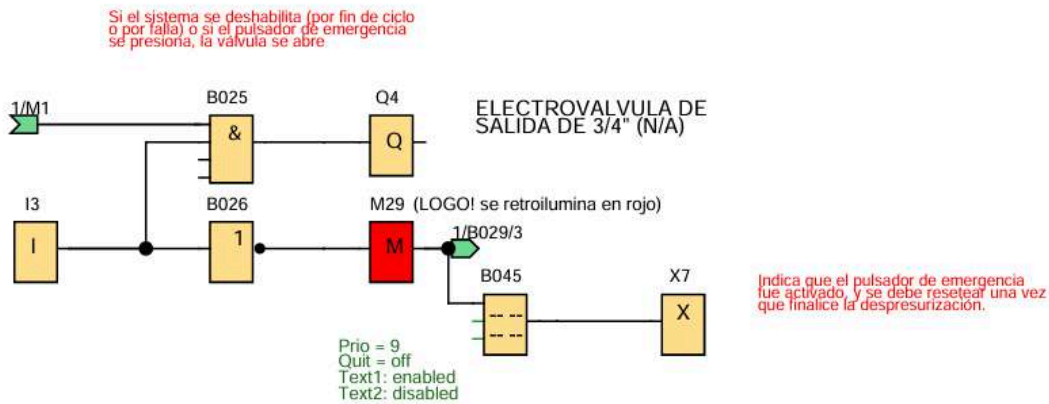 Si el sistema se deshabilita (por fin de ciclo
o por falla) o si el pulsador de emergencia
se presiona, la válvula se abre
1/M1
B025
&
Q4
Q
ELECTROVALVULA DE
SALIDA DE 3/4" (N/A)
I3
I
B026
1
M29 (LOGO! se retroilumina en rojo)
M
1/B029/3
B045
X7
X
Indica que el pulsador de emergencia
fue activado, y se debe resetear una vez
que finalice la despresurización.
Prio = 9
Quit = off
Text1: enabled
Text2: disabled